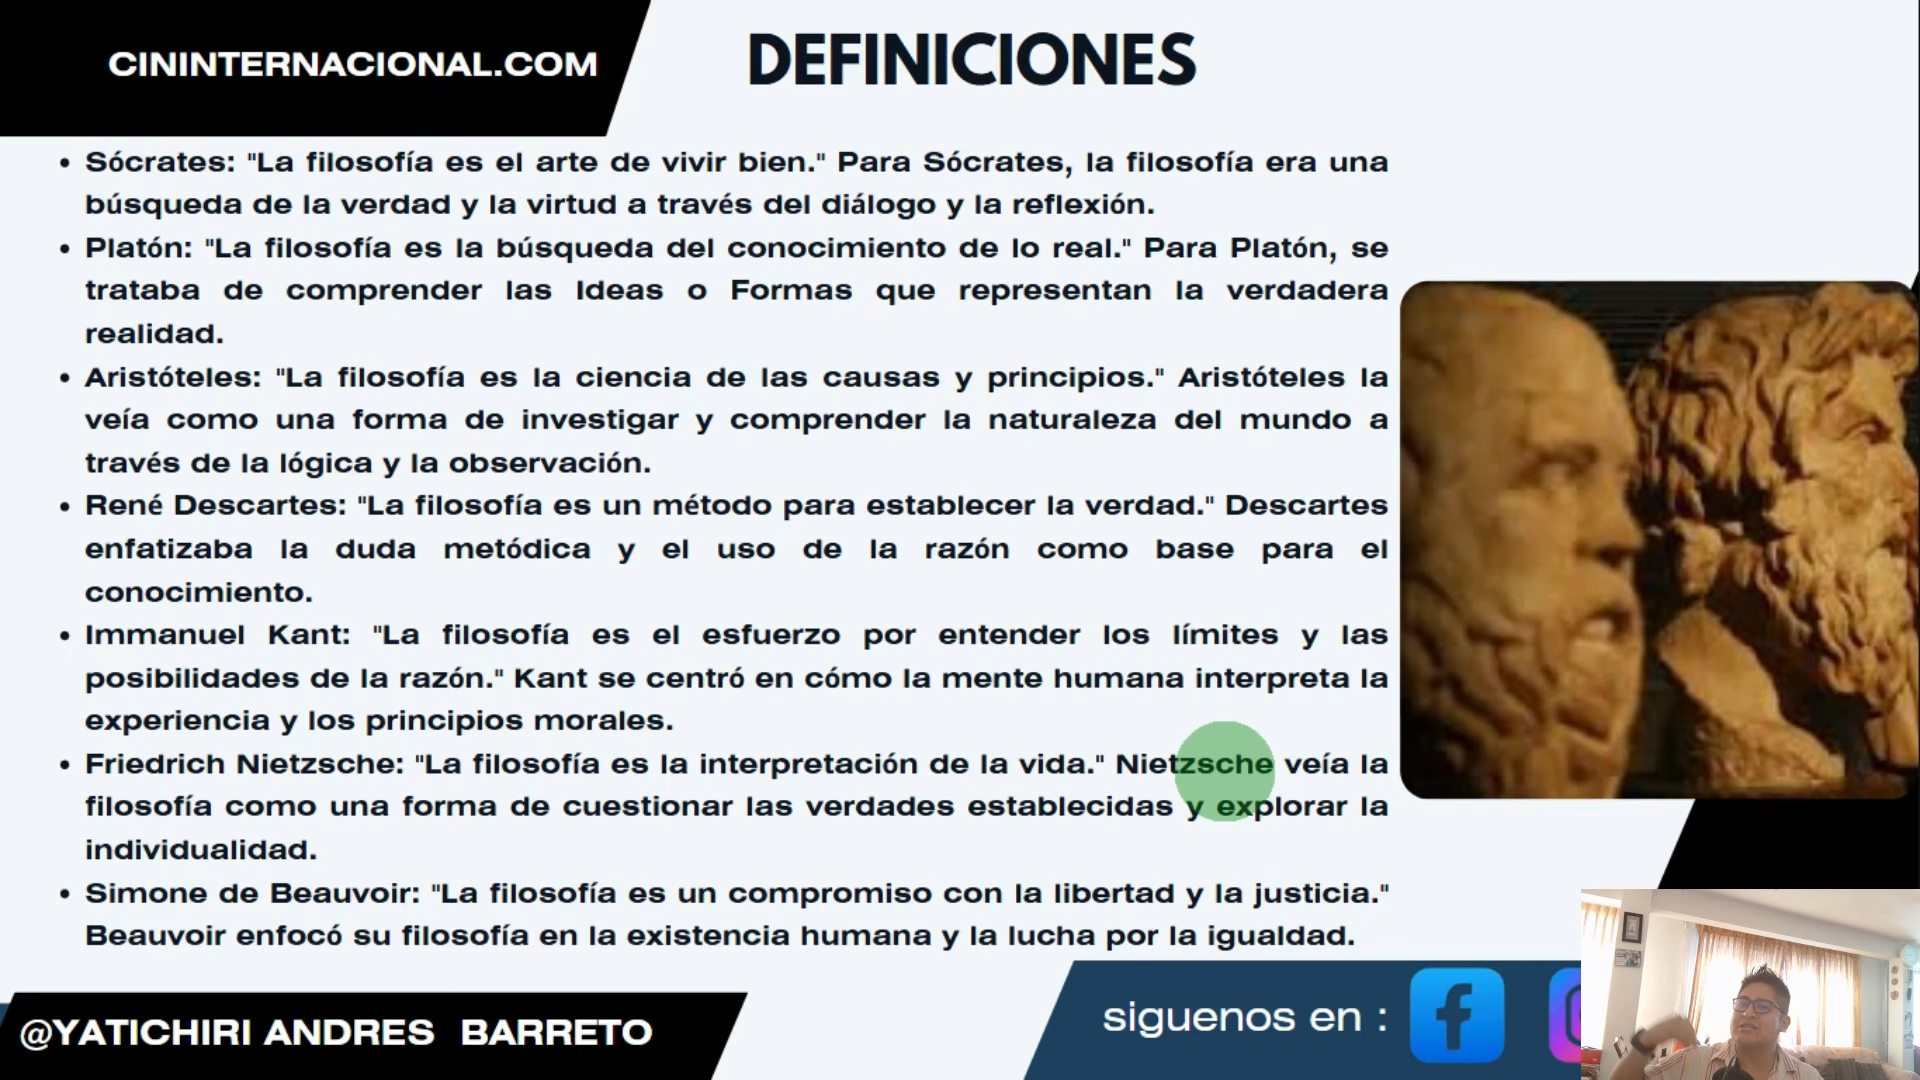 CININTERNACIONAL.COM
DEFINICIONES
• Sócrates: "La filosofía es el arte de vivir bien." Para Sócrates, la filosofía era una
búsqueda de la verdad y la virtud a través del diálogo y la reflexión.
• Platón: "La filosofía es la búsqueda del conocimiento de lo real." Para Platón, se
trataba de comprender las Ideas o Formas que representan la verdadera
realidad.
• Aristóteles: "La filosofía es la ciencia de las causas y principios." Aristóteles la
veía como una forma de investigar y comprender la naturaleza del mundo a
través de la lógica y la observación.
• René Descartes: "La filosofía es un método para establecer la verdad." Descartes
enfatizaba la duda metódica y el uso de la razón como base para el
conocimiento.
• Immanuel Kant: "La filosofía es el esfuerzo por entender los límites y las
posibilidades de la razón." Kant se centró en cómo la mente humana interpreta la
experiencia y los principios morales.
• Friedrich Nietzsche: "La filosofía es la interpretación de la vida." Nietzsche veía la
filosofía como una forma de cuestionar las verdades establecidas y explorar la
individualidad.
• Simone de Beauvoir: "La filosofía es un compromiso con la libertad y la justicia."
Beauvoir enfocó su filosofía en la existencia humana y la lucha por la igualdad.
@YATICHIRI ANDRES BARRETO
siguenos en :